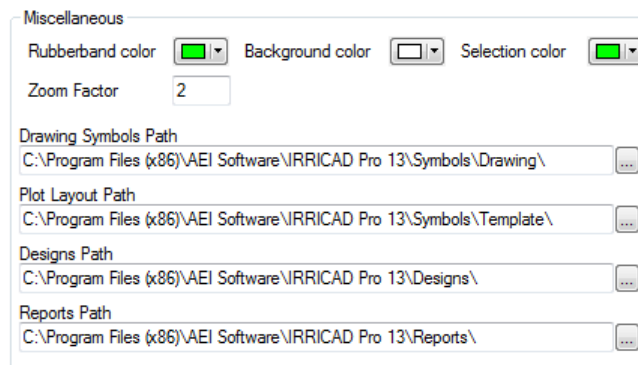 Miscellaneous
Rubberband color Background color Selection color
Zoom Factor 2
Drawing Symbols Path
C:\Program Files (x86)\AEI Software\IRRICAD Pro 13\Symbols\Drawing\
...
Plot Layout Path
C:\Program Files (x86)\AEI Software\IRRICAD Pro 13\Symbols\Template\
...
Designs Path
C:\Program Files (x86)\AEI Software\IRRICAD Pro 13\Designs\
...
Reports Path
C:\Program Files (x86)\AEI Software\IRRICAD Pro 13\Reports\
...